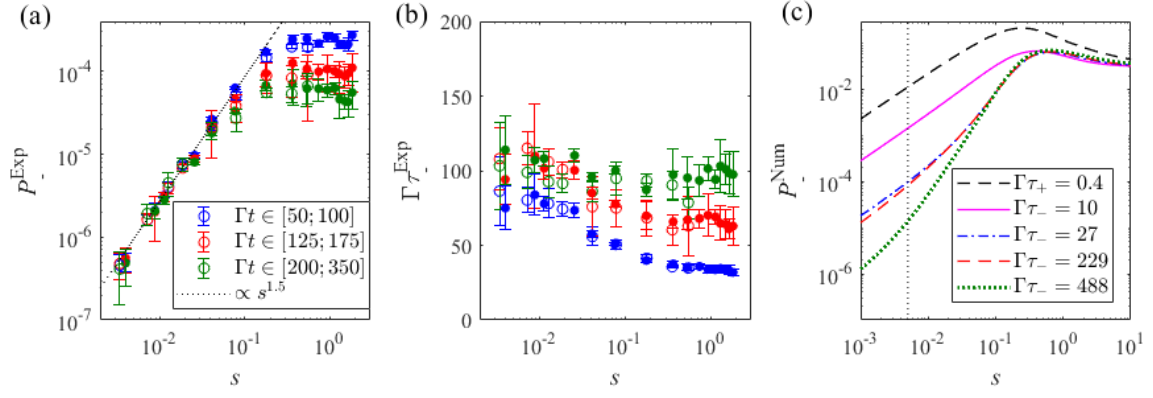 (a)
10^-4
10^-5
10^-6
10^-7
P_-^Exp
Γt ∈ [50; 100]
Γt ∈ [125; 175]
Γt ∈ [200; 350]
∝ s^1.5
10^-2
10^-1
10^0
s
(b)
200
150
100
50
0
Γτ_-^Exp
10^-2
10^-1
10^0
s
(c)
10^-2
10^-4
10^-6
P_-^Num
Γτ_+ = 0.4
Γτ_- = 10
Γτ_- = 27
Γτ_- = 229
Γτ_- = 488
10^-3
10^-2
10^-1
10^0
10^1
s